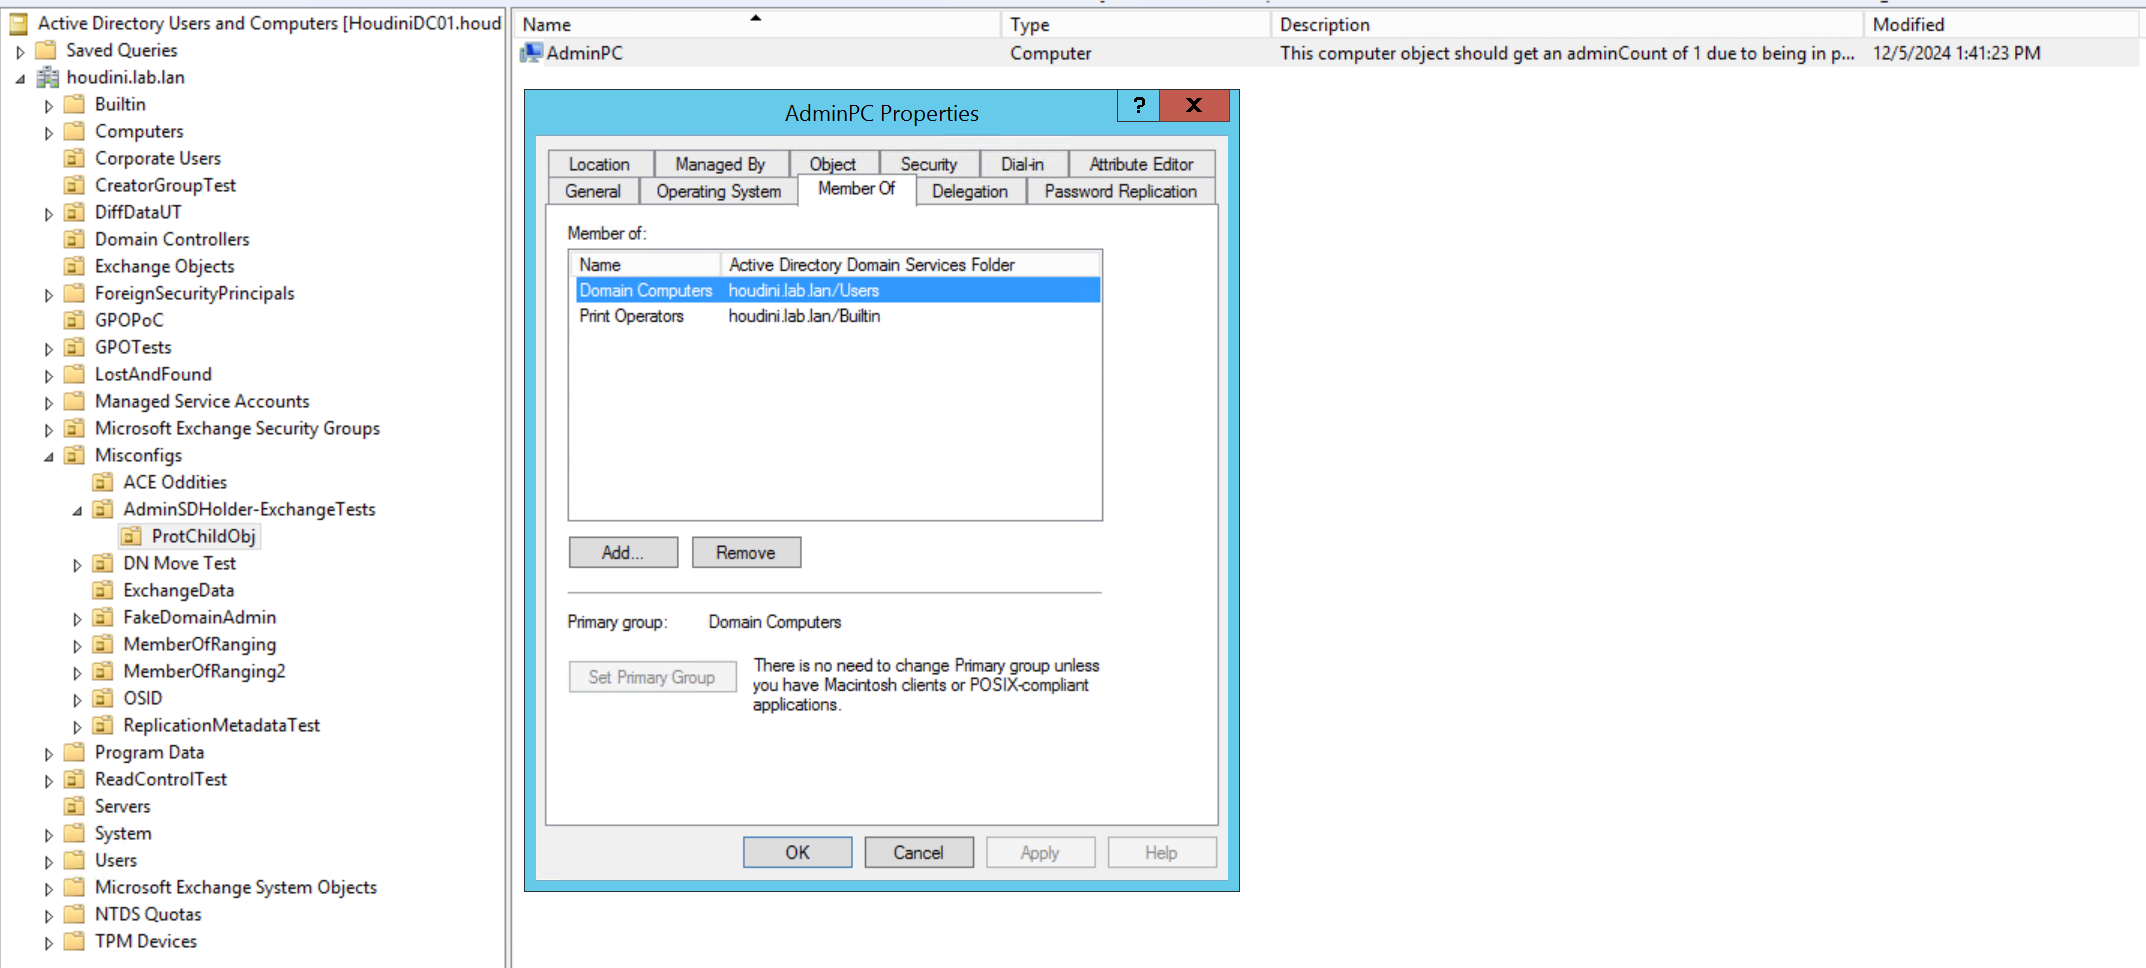 Active Directory Users and Computers [HoudiniDC01.houd
Saved Queries
houdini.lab.lan
Builtin
Computers
Corporate Users
CreatorGroupTest
DiffDataUT
Domain Controllers
Exchange Objects
ForeignSecurityPrincipals
GPOPoC
GPOTests
LostAndFound
Managed Service Accounts
Microsoft Exchange Security Groups
Misconfigs
ACE Oddities
AdminSDHolder-ExchangeTests
ProtChildObj
DN Move Test
ExchangeData
FakeDomainAdmin
MemberOfRanging
MemberOfRanging2
OSID
ReplicationMetadataTest
Program Data
ReadControlTest
Servers
System
Users
Microsoft Exchange System Objects
NTDS Quotas
TPM Devices
Name Type Description Modified
AdminPC Computer This computer object should get an adminCount of 1 due to being in p... 12/5/2024 1:41:23 PM
AdminPC Properties ? X
Location Managed By Object Security Dial-in Attribute Editor
General Operating System Member Of Delegation Password Replication
Member of:
Name Active Directory Domain Services Folder
Domain Computers houdini.lab.lan/Users
Print Operators houdini.lab.lan/Builtin
Add... Remove
Primary group: Domain Computers
Set Primary Group
There is no need to change Primary group unless
you have Macintosh clients or POSIX-compliant
applications.
OK Cancel Apply Help